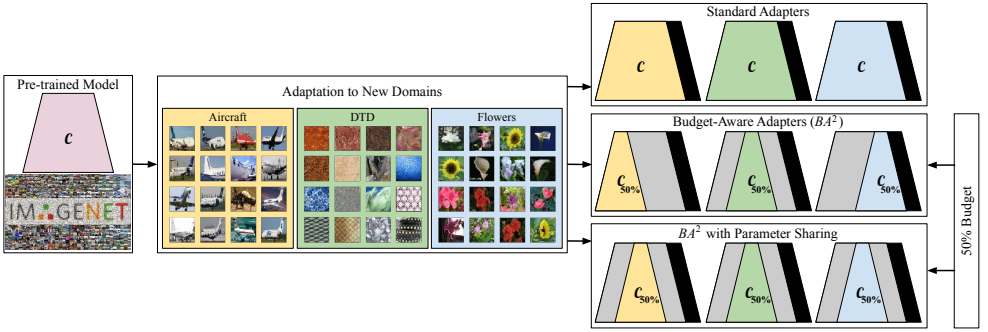 Pre-trained Model
C
IMAGENET
Adaptation to New Domains
Aircraft
DTD
Flowers
Standard Adapters
C
C
C
Budget-Aware Adapters (BA²)
C50%
C50%
C50%
BA² with Parameter Sharing
C50%
C50%
C50%
50% Budget